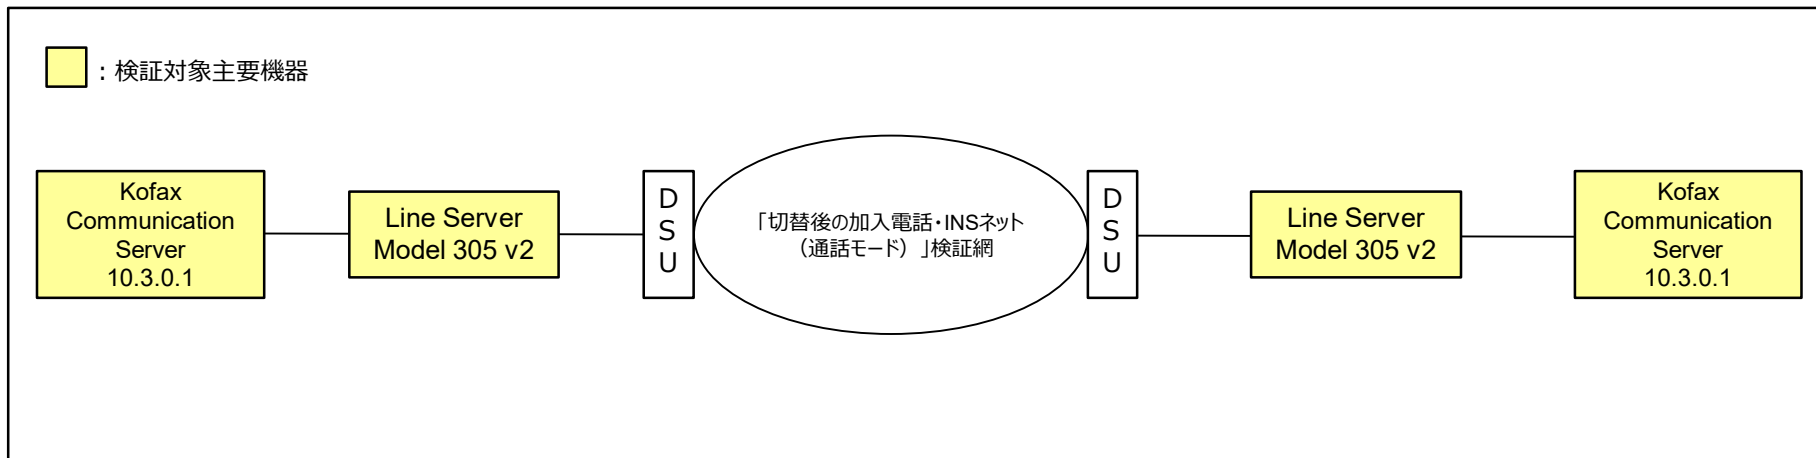 ：検証対象主要機器
Kofax
Communication
Server
10.3.0.1
Line Server
Model 305 v2
D
S
U
「切替後の加入電話・INSネット
（通話モード）」検証網
D
S
U
Line Server
Model 305 v2
Kofax
Communication
Server
10.3.0.1